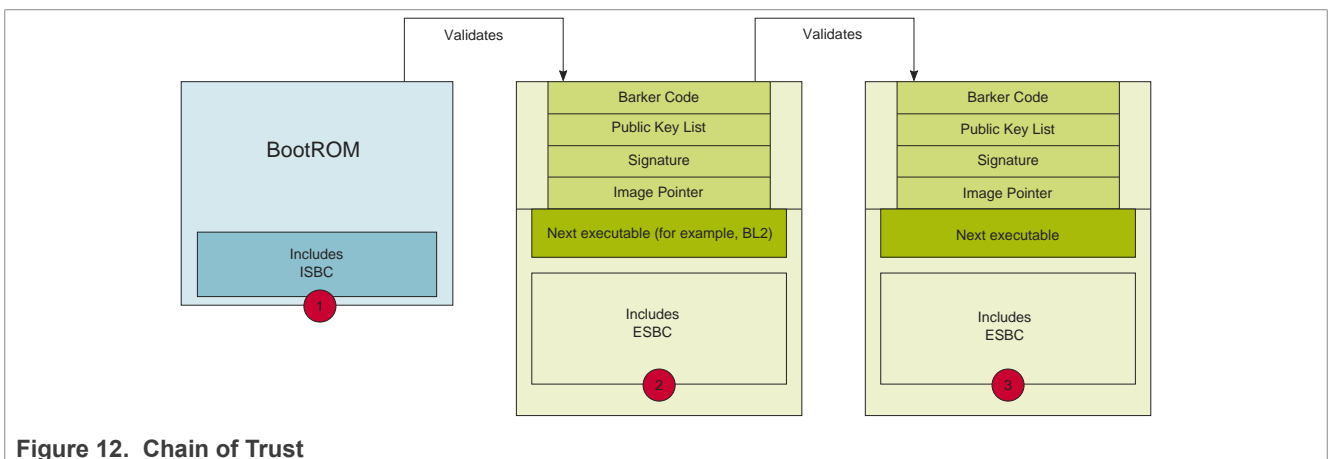 Validates
Validates
BootROM
Includes
ISBC
1
Barker Code
Public Key List
Signature
Image Pointer
Next executable (for example, BL2)
Includes
ESBC
2
Barker Code
Public Key List
Signature
Image Pointer
Next executable
Includes
ESBC
3
Figure 12. Chain of Trust